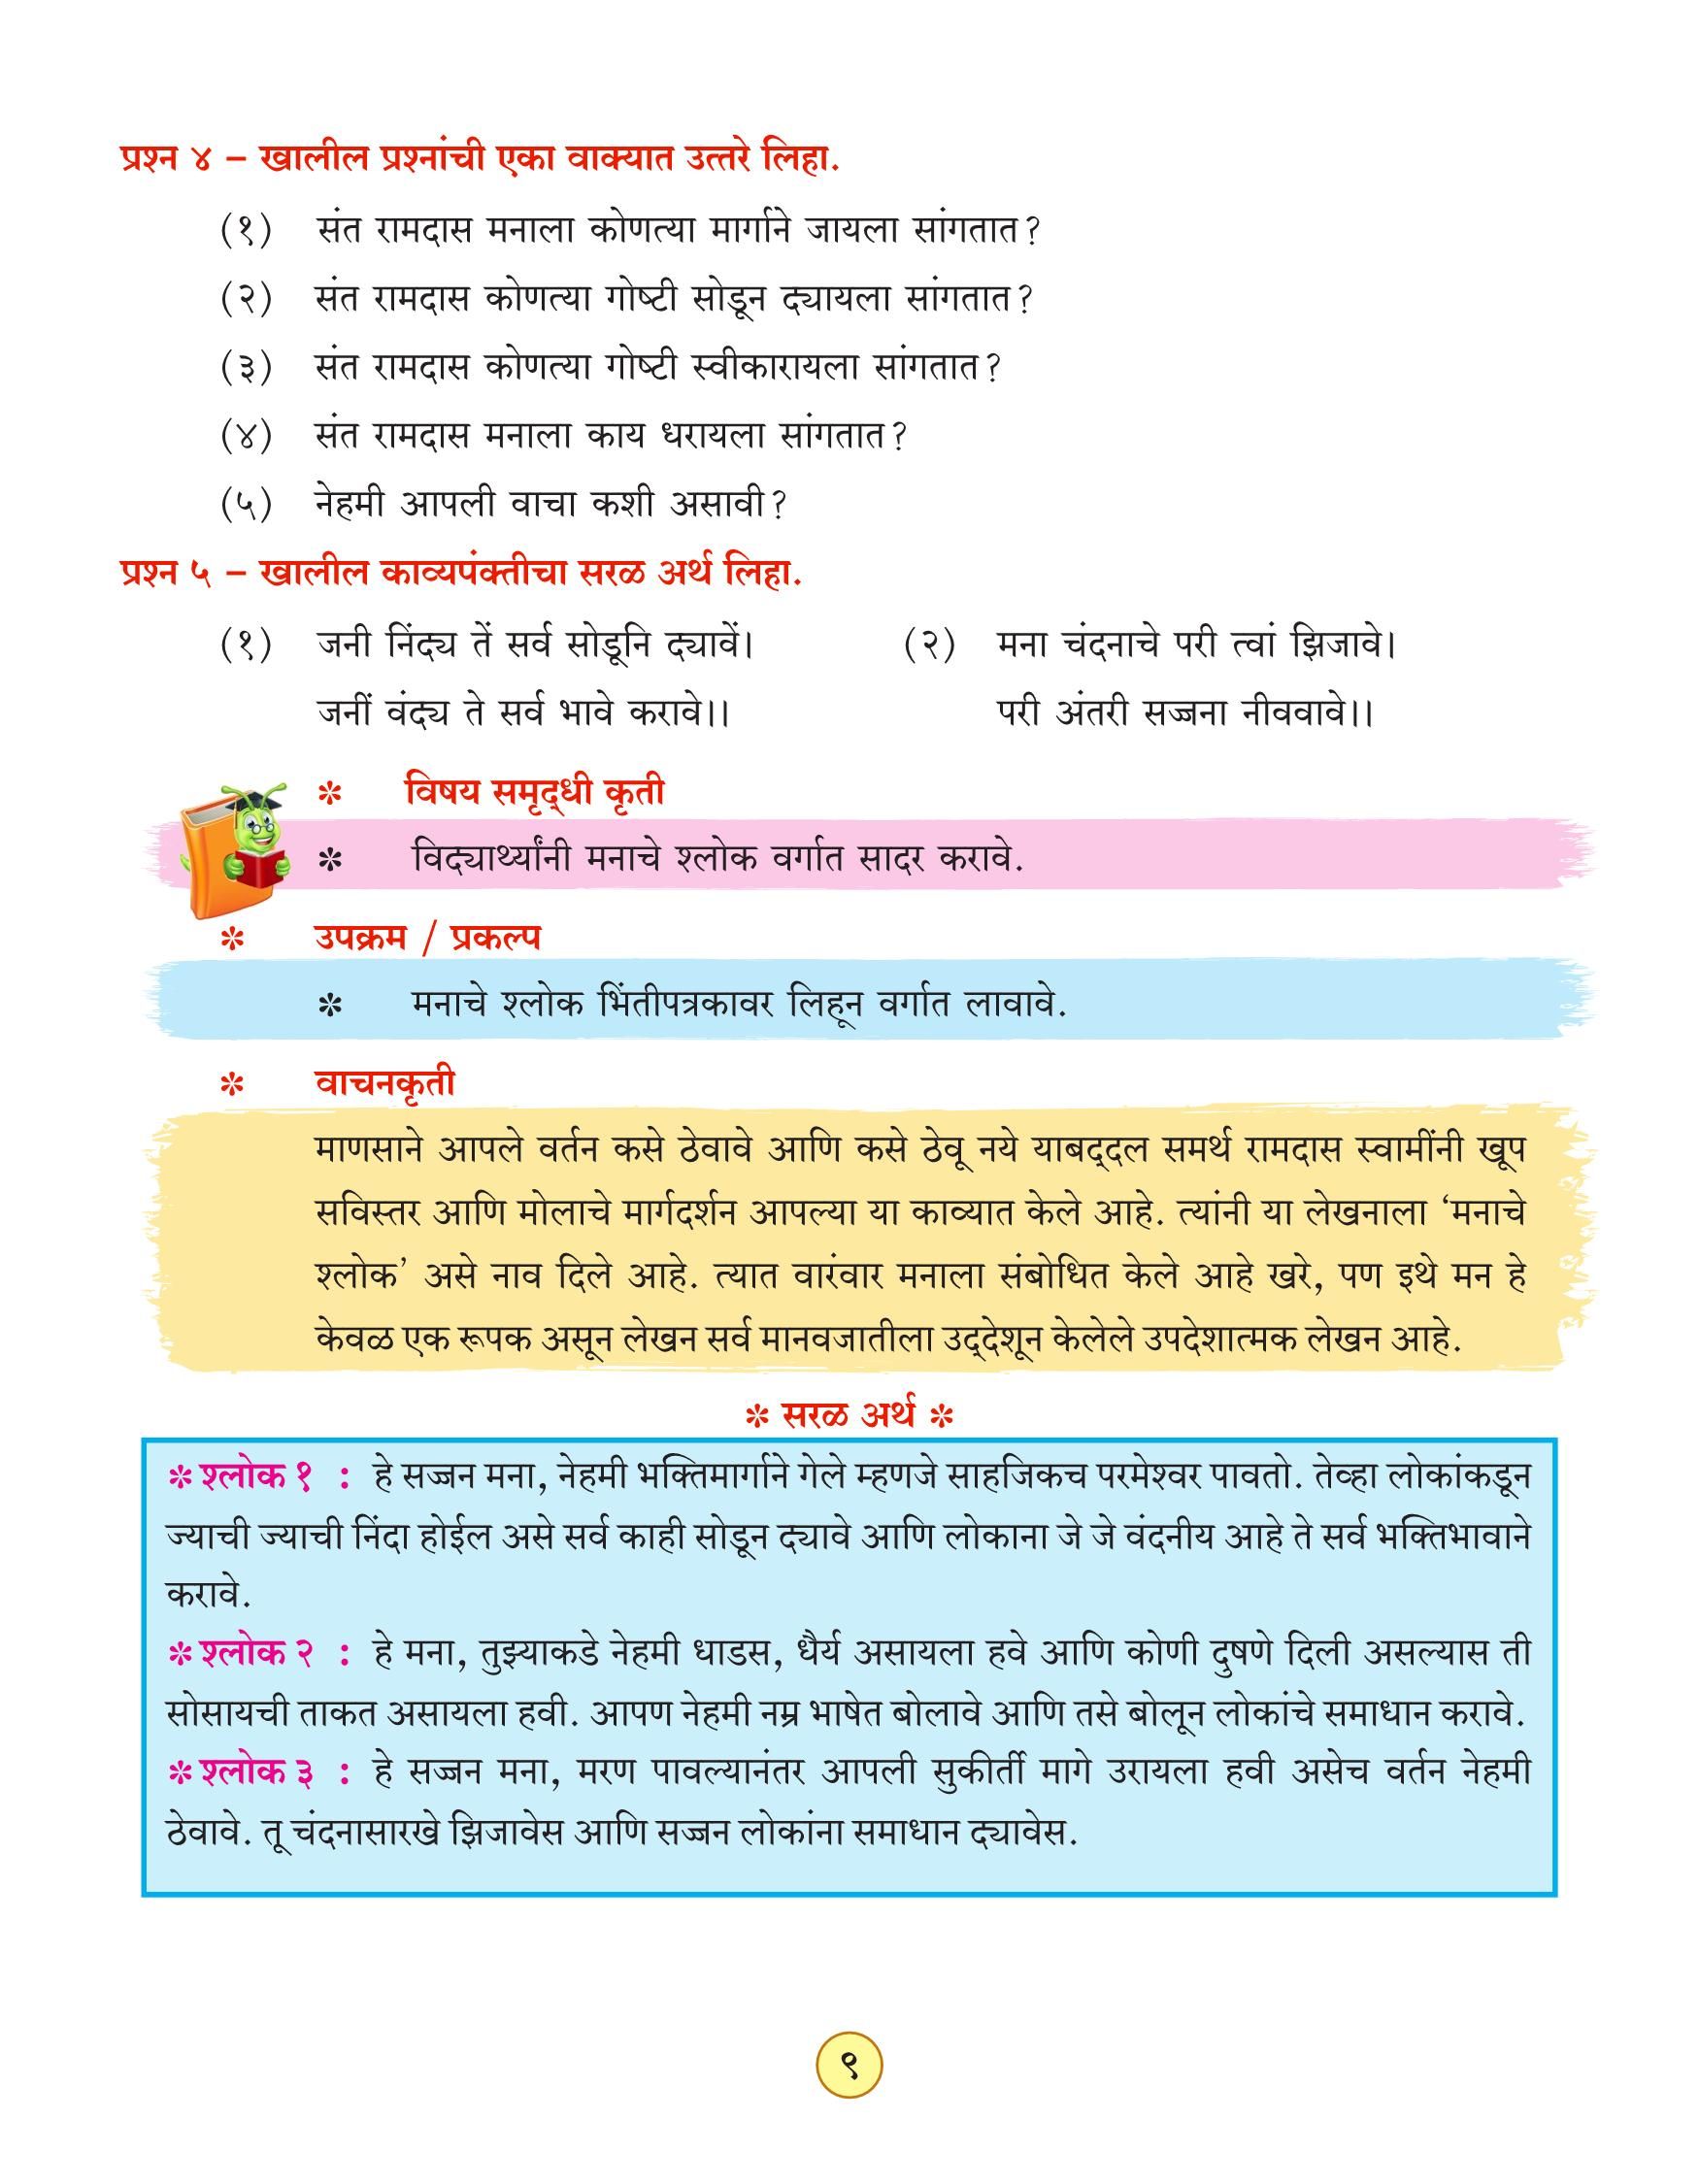 प्रश्न ४ – खालील प्रश्नांची एका वाक्यात उत्तरे लिहा.
(१) संत रामदास मनाला कोणत्या मार्गाने जायला सांगतात?
(२) संत रामदास कोणत्या गोष्टी सोडून द्यायला सांगतात?
(३) संत रामदास कोणत्या गोष्टी स्वीकारायला सांगतात?
(४) संत रामदास मनाला काय धरायला सांगतात?
(५) नेहमी आपली वाचा कशी असावी?
प्रश्न ५ – खालील काव्यपंक्तीचा सरळ अर्थ लिहा.
(१) जनी निंद्य तें सर्व सोडूनि द्यावें।
जनीं वंद्य ते सर्व भावे करावे।।
(२) मना चंदनाचे परी त्वां झिजावे।
परी अंतरी सज्जना नीववावे।।
✽ विषय समृद्धी कृती
✽ विद्यार्थ्यांनी मनाचे श्लोक वर्गात सादर करावे.
✽ उपक्रम / प्रकल्प
✽ मनाचे श्लोक भिंतीपत्रकावर लिहून वर्गात लावावे.
✽ वाचनकृती
माणसाने आपले वर्तन कसे ठेवावे आणि कसे ठेवू नये याबद्दल समर्थ रामदास स्वामींनी खूप
सविस्तर आणि मोलाचे मार्गदर्शन आपल्या या काव्यात केले आहे. त्यांनी या लेखनाला ‘मनाचे
श्लोक’ असे नाव दिले आहे. त्यात वारंवार मनाला संबोधित केले आहे खरे, पण इथे मन हे
केवळ एक रूपक असून लेखन सर्व मानवजातीला उद्देशून केलेले उपदेशात्मक लेखन आहे.
✽ सरळ अर्थ ✽
✽ श्लोक १ : हे सज्जन मना, नेहमी भक्तिमार्गाने गेले म्हणजे साहजिकच परमेश्वर पावतो. तेव्हा लोकांकडून
ज्याची ज्याची निंदा होईल असे सर्व काही सोडून द्यावे आणि लोकाना जे जे वंदनीय आहे ते सर्व भक्तिभावाने
करावे.
✽ श्लोक २ : हे मना, तुझ्याकडे नेहमी धाडस, धैर्य असायला हवे आणि कोणी दुषणे दिली असल्यास ती
सोसायची ताकत असायला हवी. आपण नेहमी नम्र भाषेत बोलावे आणि तसे बोलून लोकांचे समाधान करावे.
✽ श्लोक ३ : हे सज्जन मना, मरण पावल्यानंतर आपली सुकीर्ती मागे उरायला हवी असेच वर्तन नेहमी
ठेवावे. तू चंदनासारखे झिजावेस आणि सज्जन लोकांना समाधान द्यावेस.
९